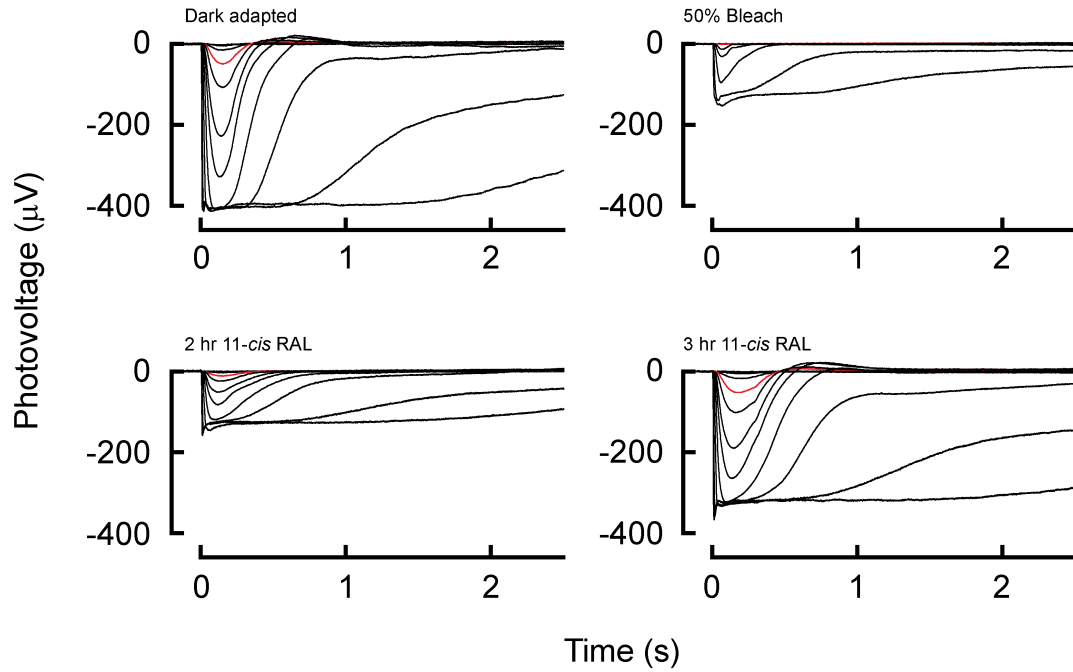 Dark adapted
50% Bleach
0
-200
-400
0 1 2
0
-200
-400
0 1 2
2 hr 11-cis RAL
3 hr 11-cis RAL
0
-200
-400
0 1 2
0
-200
-400
0 1 2
Photovoltage (μV)
Time (s)